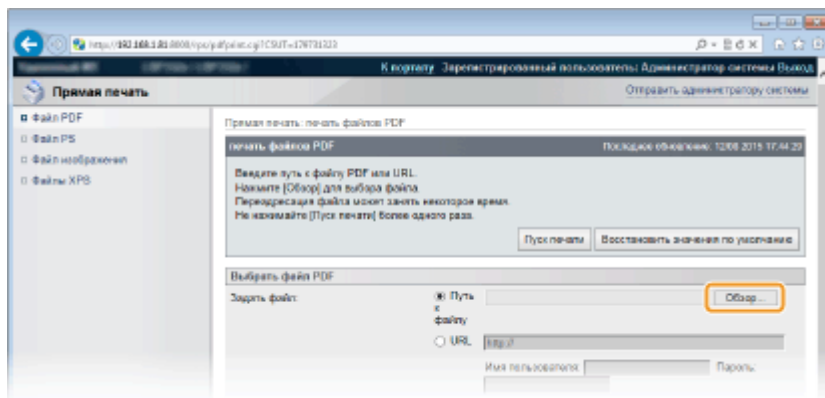 К порталу Зарегистрированный пользователь: Администратор системы Выход
Прямая печать
Отправить администратору системы
Файл PDF
Файл PS
Файл изображения
Файлы XPS
Прямая печать: печать файлов PDF
печать файлов PDF Последнее обновление: 12/08 2015 17:44:29
Введите путь к файлу PDF или URL.
Нажмите [Обзор] для выбора файла.
Переадресация файла может занять некоторое время.
Не нажимайте [Пуск печати] более одного раза.
Пуск печати Восстановить значения по умолчанию
Выбрать файл PDF
Задать файл: Путь
к
файлу
Обзор...
URL http://
Имя пользователя: Пароль: